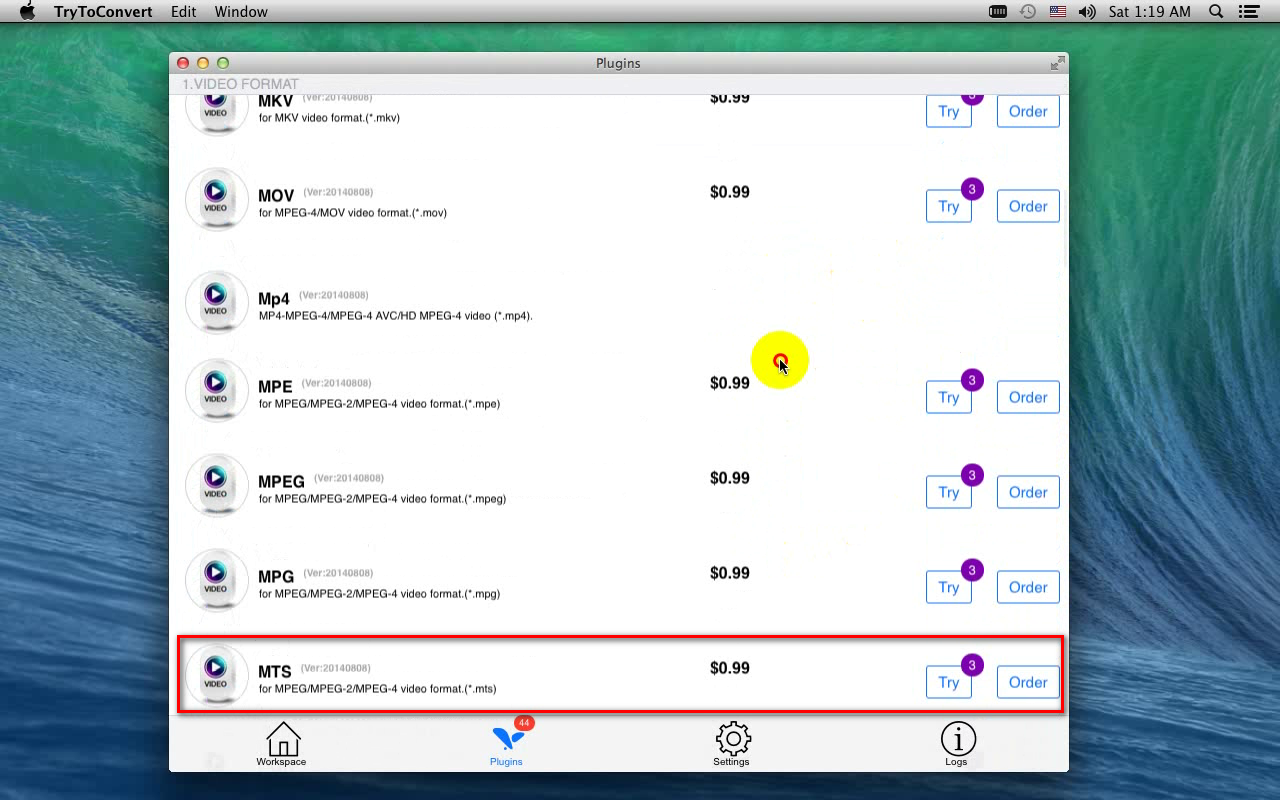 TryToConvert Edit Window Sat 1:19 AM
Plugins
1.VIDEO FORMAT
VIDEO MKV (Ver:20140808) $0.99 3
for MKV video format.(*.mkv) Try Order
VIDEO MOV (Ver:20140808) $0.99 3
for MPEG-4/MOV video format.(*.mov) Try Order
VIDEO Mp4 (Ver:20140808)
MP4-MPEG-4/MPEG-4 AVC/HD MPEG-4 video (*.mp4).
VIDEO MPE (Ver:20140808) $0.99 3
for MPEG/MPEG-2/MPEG-4 video format.(*.mpe) Try Order
VIDEO MPEG (Ver:20140808) $0.99 3
for MPEG/MPEG-2/MPEG-4 video format.(*.mpeg) Try Order
VIDEO MPG (Ver:20140808) $0.99 3
for MPEG/MPEG-2/MPEG-4 video format.(*.mpg) Try Order
VIDEO MTS (Ver:20140808) $0.99 3
for MPEG/MPEG-2/MPEG-4 video format.(*.mts) Try Order
44
Workspace Plugins Settings Logs